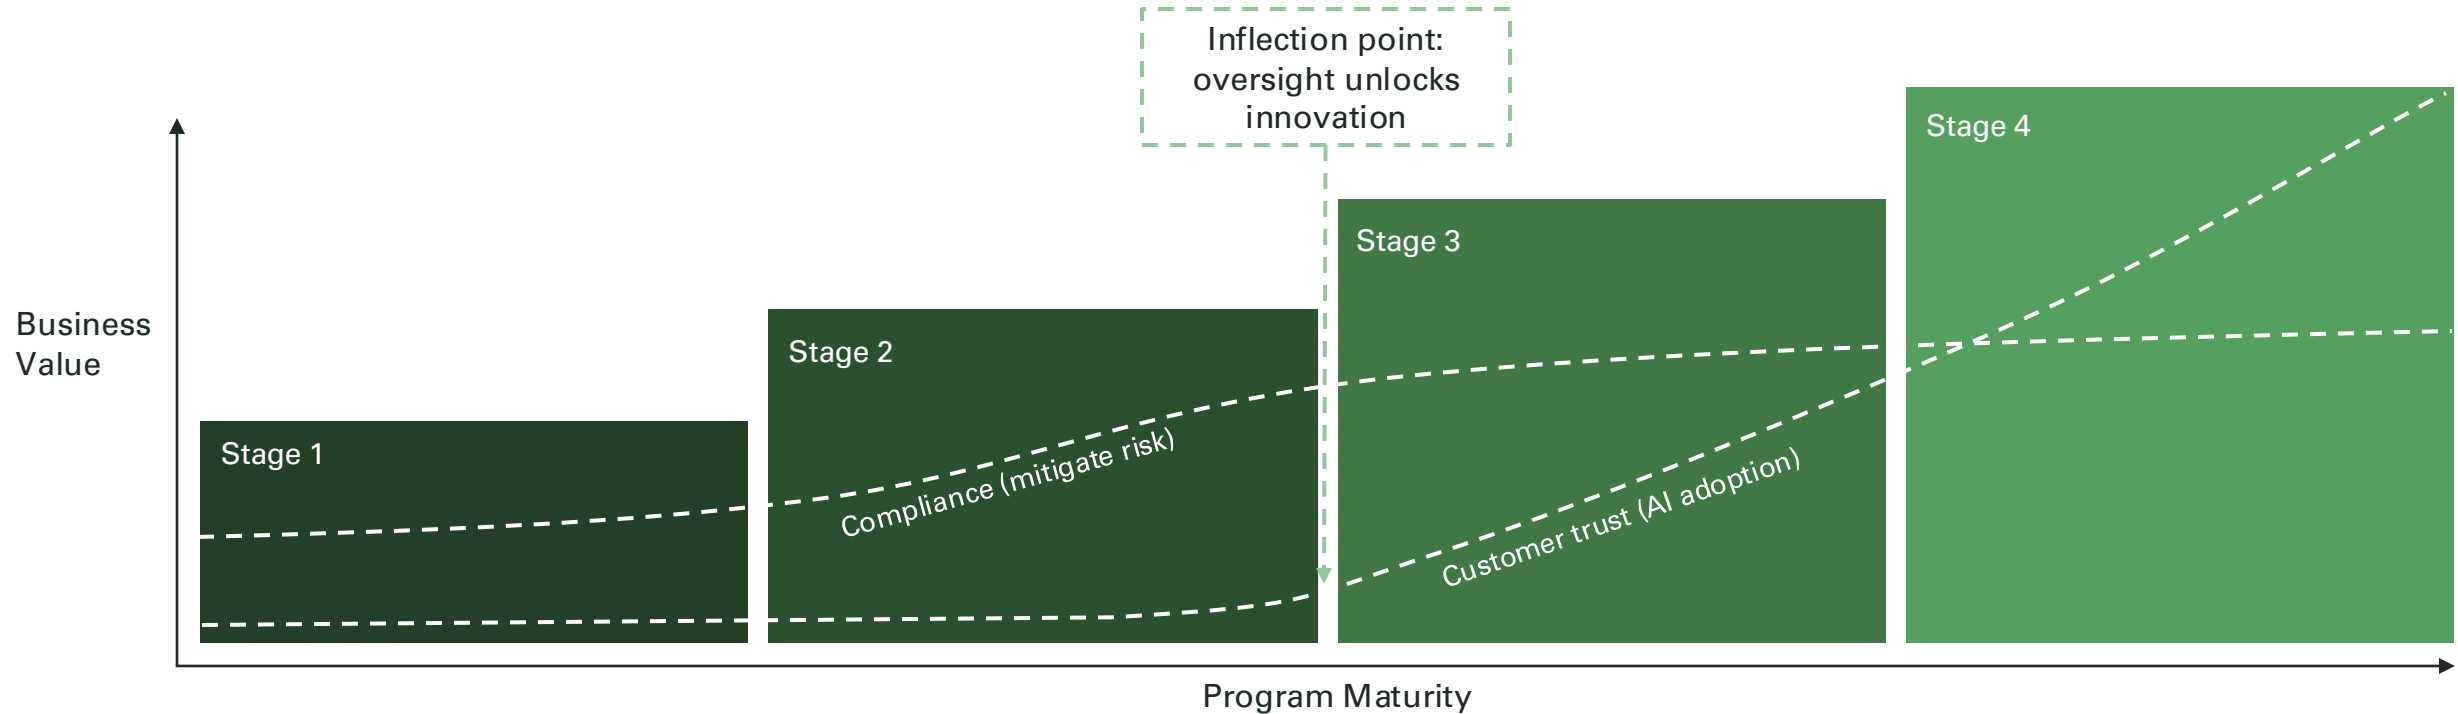 Inflection point:
oversight unlocks
innovation
Stage 4
Stage 3
Business
Value
Stage 2
Stage 1
Compliance (mitigate risk)
Customer trust (AI adoption)
Program Maturity